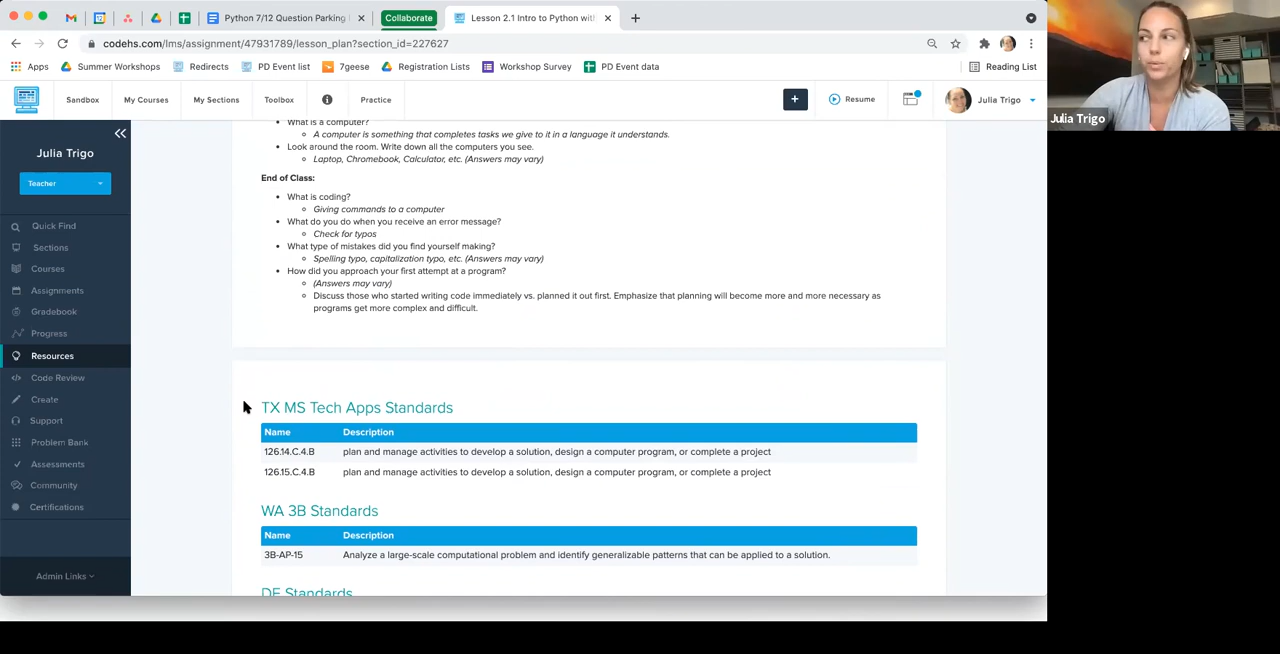 Python 7/12 Question Parking
Collaborate
Lesson 2.1 Intro to Python with
codehs.com/lms/assignment/47931789/lesson_plan?section_id=227627
Apps
Summer Workshops
Redirects
PD Event list
7geese
Registration Lists
Workshop Survey
PD Event data
Reading List
Sandbox
My Courses
My Sections
Toolbox
Practice
+
Resume
Julia Trigo
Julia Trigo
Julia Trigo
Teacher
Quick Find
Sections
Courses
Assignments
Gradebook
Progress
Resources
Code Review
Create
Support
Problem Bank
Assessments
Community
Certifications
Admin Links
What is a computer?
A computer is something that completes tasks we give to it in a language it understands.
Look around the room. Write down all the computers you see.
Laptop, Chromebook, Calculator, etc. (Answers may vary)
End of Class:
What is coding?
Giving commands to a computer
What do you do when you receive an error message?
Check for typos
What type of mistakes did you find yourself making?
Spelling typo, capitalization typo, etc. (Answers may vary)
How did you approach your first attempt at a program?
(Answers may vary)
Discuss those who started writing code immediately vs. planned it out first. Emphasize that planning will become more and more necessary as
programs get more complex and difficult.
TX MS Tech Apps Standards
Name Description
126.14.C.4.B plan and manage activities to develop a solution, design a computer program, or complete a project
126.15.C.4.B plan and manage activities to develop a solution, design a computer program, or complete a project
WA 3B Standards
Name Description
3B-AP-15 Analyze a large-scale computational problem and identify generalizable patterns that can be applied to a solution.
DE Standards